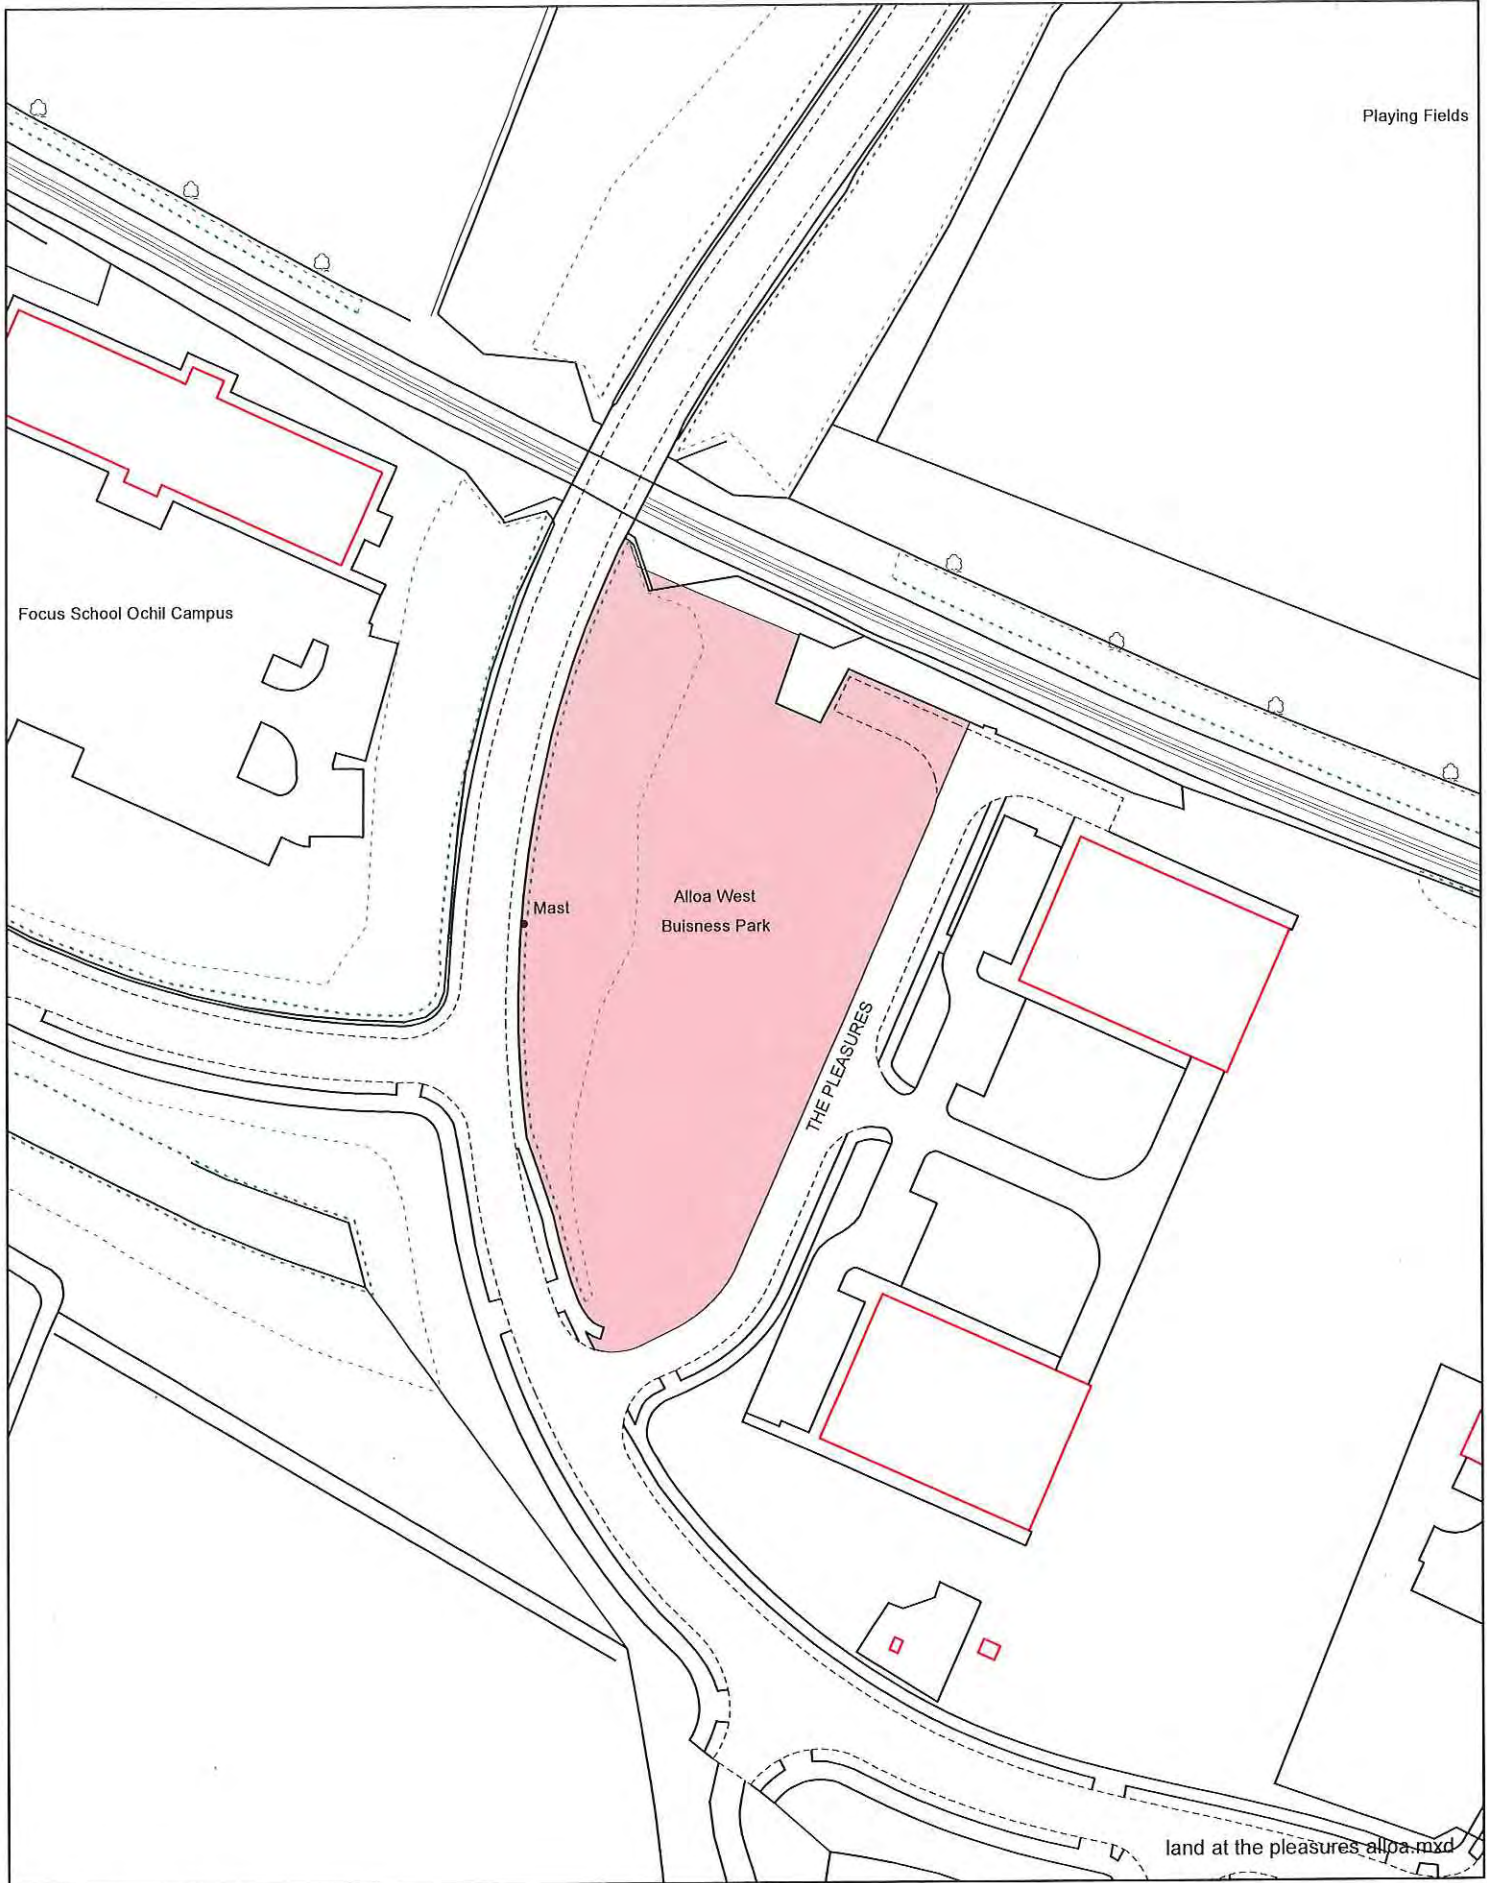 Playing Fields
Focus School Ochil Campus
Mast
Alloa West
Buisness Park
THE PLEASURES
land at the pleasures alloa.mxd